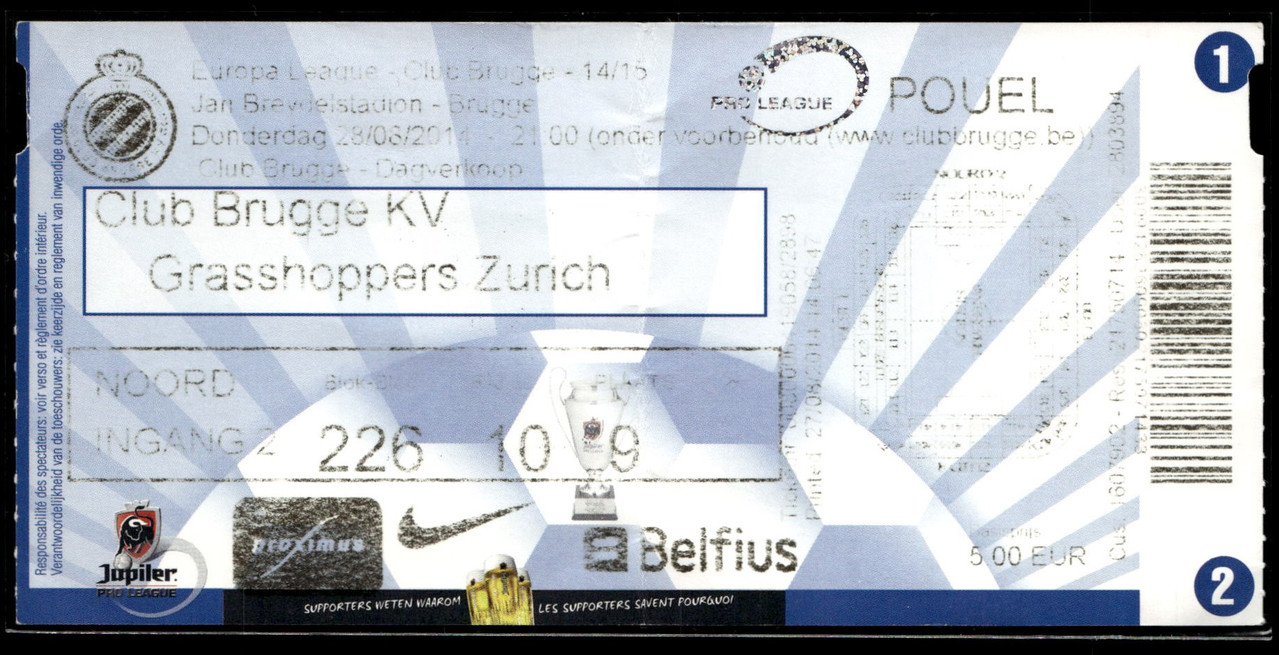 Europa League - Club Brugge - 14/15
Jan Breydelstadion - Brugge
Donderdag 28/08/2014 21:00 (onder voorbehoud (www.clubbrugge.be))
Club Brugge - Dagverkoop
PRO LEAGUE
POUEL
1
803894
Club Brugge KV
Grasshoppers Zurich
NOORD
INGANG 2
226 10 9
Responsabilité des spectateurs: voir verso et règlement d'ordre intérieur.
Verantwoordelijkheid van de toeschouwers: zie keerzijde en reglement van inwendige orde.
Jupiler
PRO LEAGUE
proximus
Belfius
SUPPORTERS WETEN WAAROM
LES SUPPORTERS SAVENT POURQUOI
Basisprijs
5.00 EUR
2